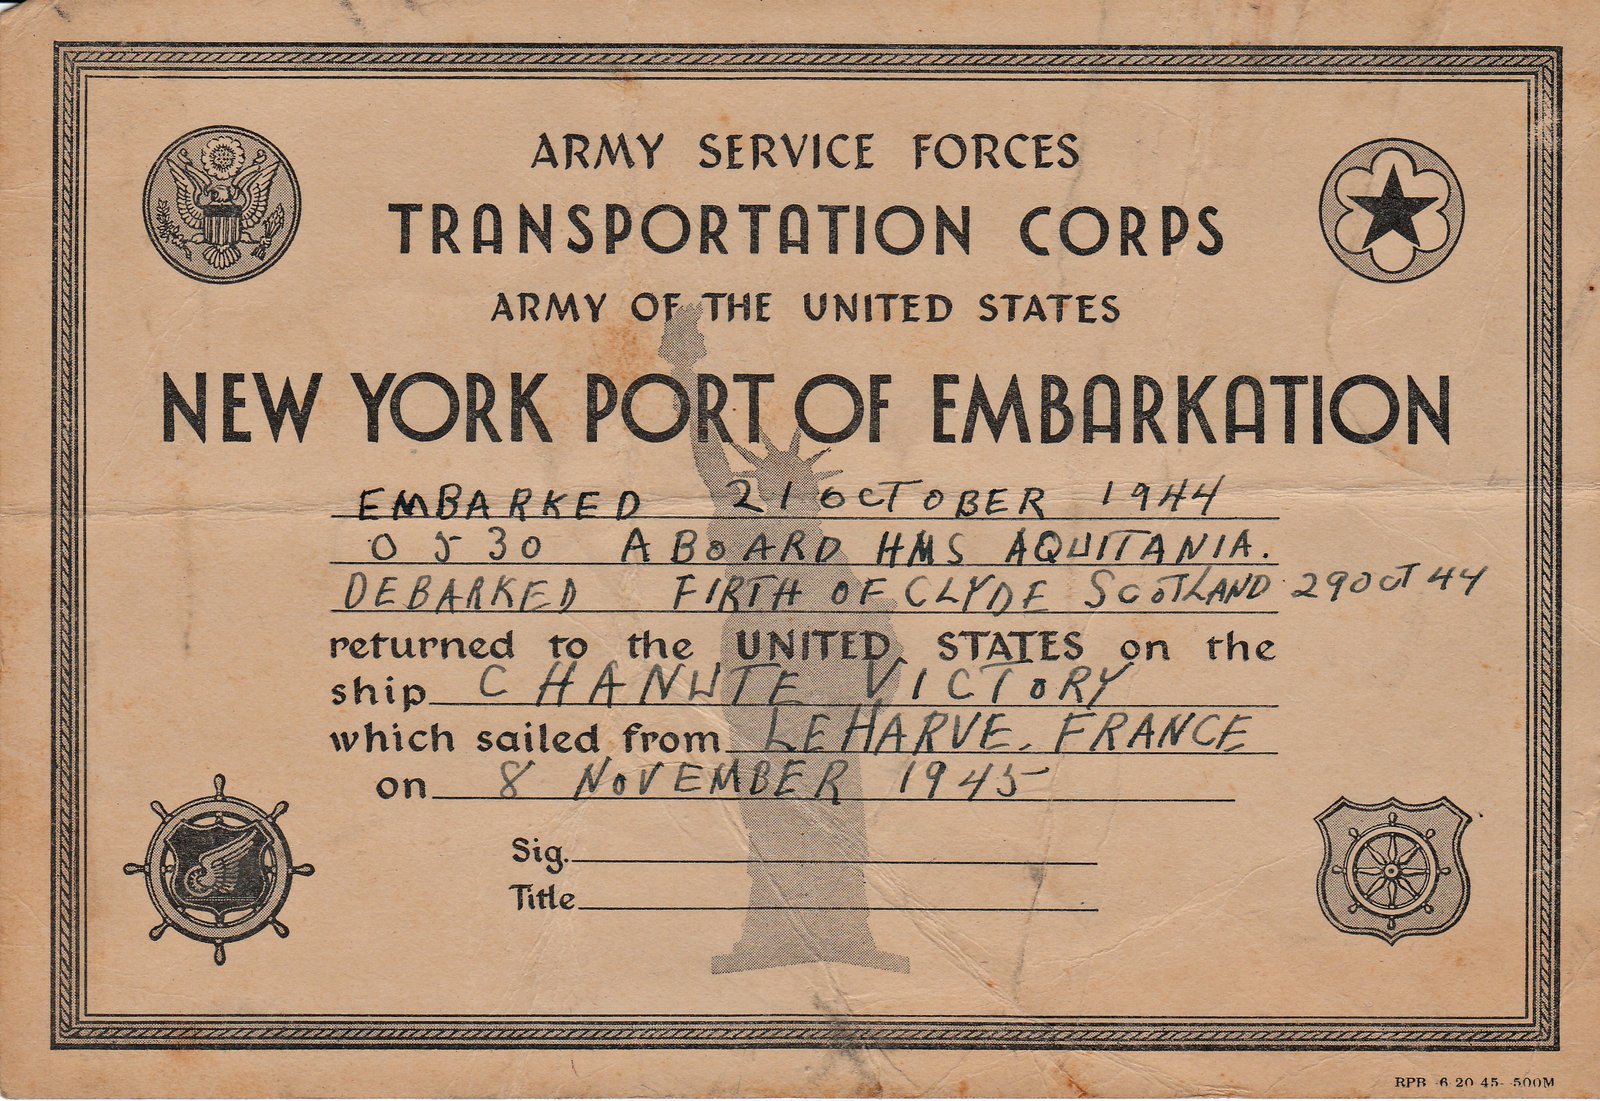 ARMY SERVICE FORCES
TRANSPORTATION CORPS
ARMY OF THE UNITED STATES
NEW YORK PORT OF EMBARKATION
EMBARKED 21 OCTOBER 1944
0530 ABOARD HMS AQUITANIA.
DEBARKED FIRTH OF CLYDE SCOTLAND 29 OCT 44
returned to the UNITED STATES on the
ship CHANUTE VICTORY
which sailed from LEHARVE, FRANCE
on 8 NOVEMBER 1945
Sig.
Title
RPB-6-20-45-500M